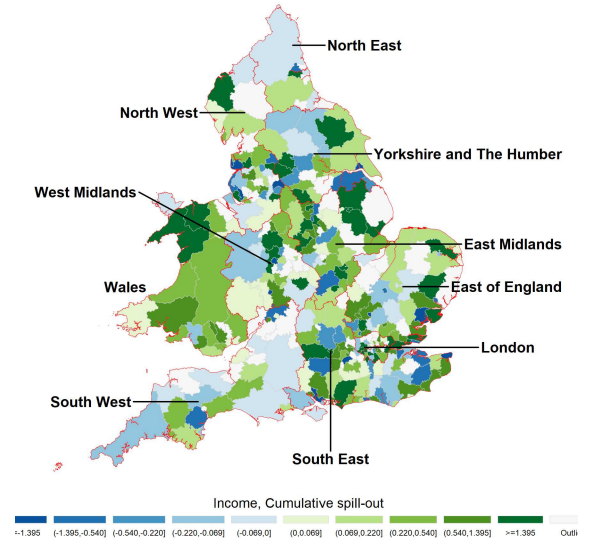 North East
North West
Yorkshire and The Humber
West Midlands
East Midlands
Wales
East of England
London
South West
South East
Income, Cumulative spill-out
=-1.395 (-1.395,-0.540] (-0.540,-0.220] (-0.220,-0.069] (-0.069,0] (0,0.069] (0.069,0.220] (0.220,0.540] (0.540,1.395] >=1.395 Outli